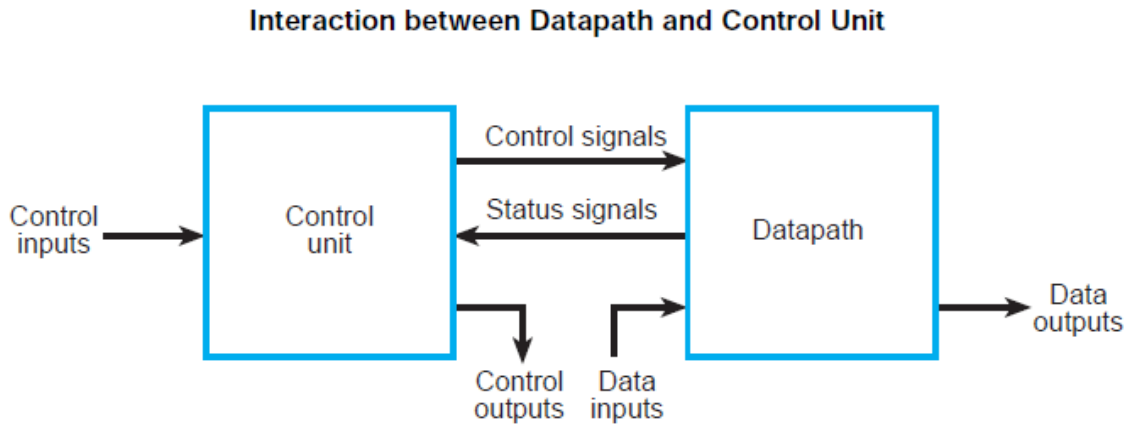 Interaction between Datapath and Control Unit
Control signals
Status signals
Control
inputs
Control
unit
Datapath
Data
outputs
Control
outputs
Data
inputs